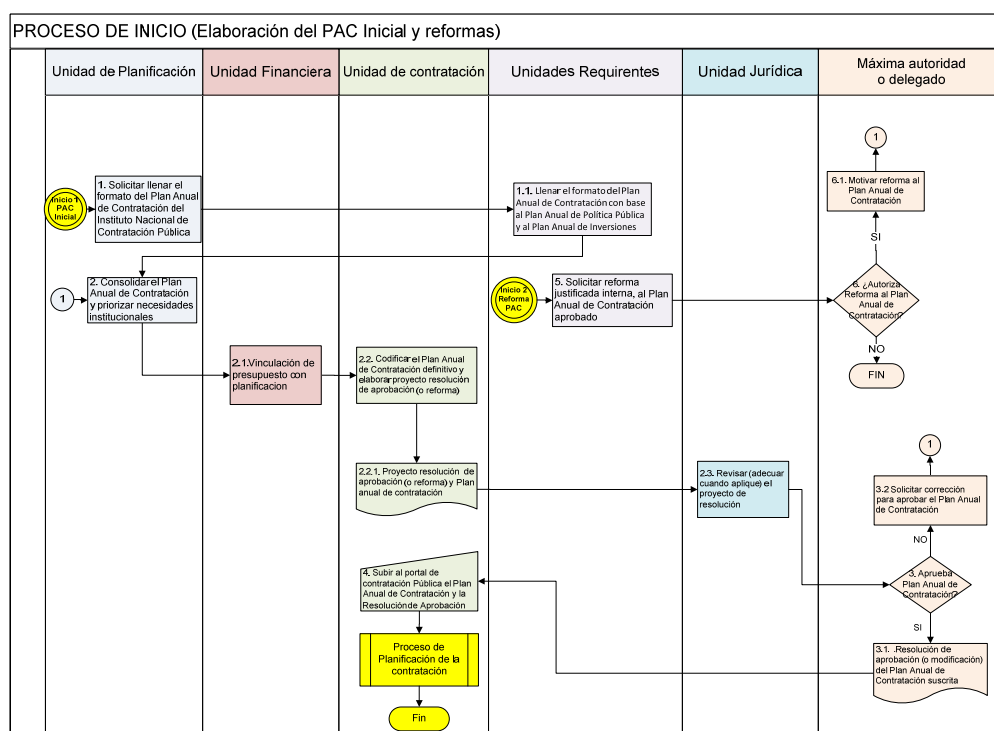 PROCESO DE INICIO (Elaboración del PAC Inicial y reformas)
Unidad de Planificación
Unidad Financiera
Unidad de contratación
Unidades Requirentes
Unidad Jurídica
Máxima autoridad
o delegado
Inicio 1
PAC
Inicial
1. Solicitar llenar el
formato del Plan Anual
de Contratación del
Instituto Nacional de
Contratación Pública
1.1. Llenar el formato del Plan
Anual de Contratación con base
al Plan Anual de Política Pública
y al Plan Anual de Inversiones
1
6.1. Motivar reforma al
Plan Anual de
Contratación
SI
1
2. Consolidar el Plan
Anual de Contratación
y priorizar necesidades
institucionales
Inicio 2
Reforma
PAC
5. Solicitar reforma
justificada interna, al Plan
Anual de Contratación
aprobado
6. ¿Autoriza
Reforma al Plan
Anual de
Contratación?
NO
FIN
2.1.Vinculación de
presupuesto con
planificacion
2.2. Codificar el Plan Anual
de Contratación definitivo y
elaborar proyecto resolución
de aprobación (o reforma)
2.2.1. Proyecto resolución de
aprobación (o reforma) y Plan
anual de contratación
2.3. Revisar (adecuar
cuando aplique) el
proyecto de
resolución
1
3.2 Solicitar corrección
para aprobar el Plan Anual
de Contratación
NO
3. Aprueba
Plan Anual de
Contratación?
SI
3.1. .Resolución de
aprobación (o modificación)
del Plan Anual de
Contratación suscrita
4. Subir al portal de
contratación Pública el Plan
Anual de Contratación y la
Resolución de Aprobación
Proceso de
Planificación de la
contratación
Fin